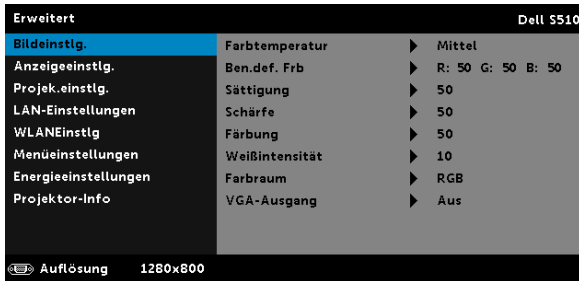 Erweitert Dell S510
Bildeinstlg.
Anzeigeeinstlg.
Projek.einstlg.
LAN-Einstellungen
WLANEinstlg
Menüeinstellungen
Energieeinstellungen
Projektor-Info
Farbtemperatur Mittel
Ben.def. Frb R: 50 G: 50 B: 50
Sättigung 50
Schärfe 50
Färbung 50
Weißintensität 10
Farbraum RGB
VGA-Ausgang Aus
Auflösung 1280x800